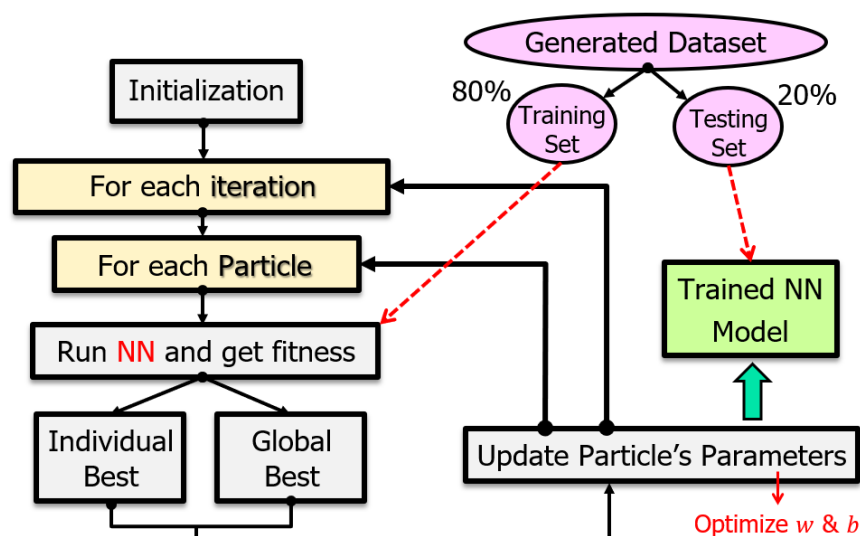 Generated Dataset
80%
20%
Initialization
Training
Set
Testing
Set
For each iteration
For each Particle
Trained NN
Model
Run NN and get fitness
Individual
Best
Global
Best
Update Particle's Parameters
Optimize w & b